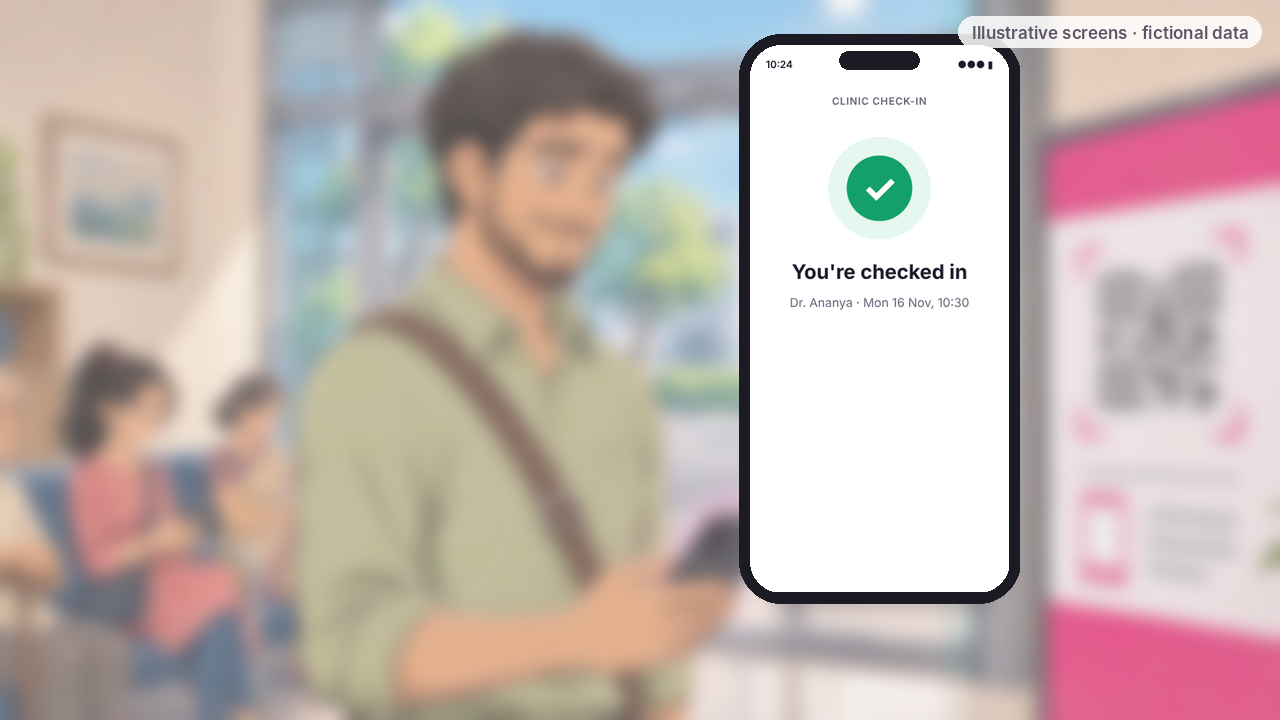 Illustrative screens · fictional data
10:24
CLINIC CHECK-IN
You're checked in
Dr. Ananya · Mon 16 Nov, 10:30